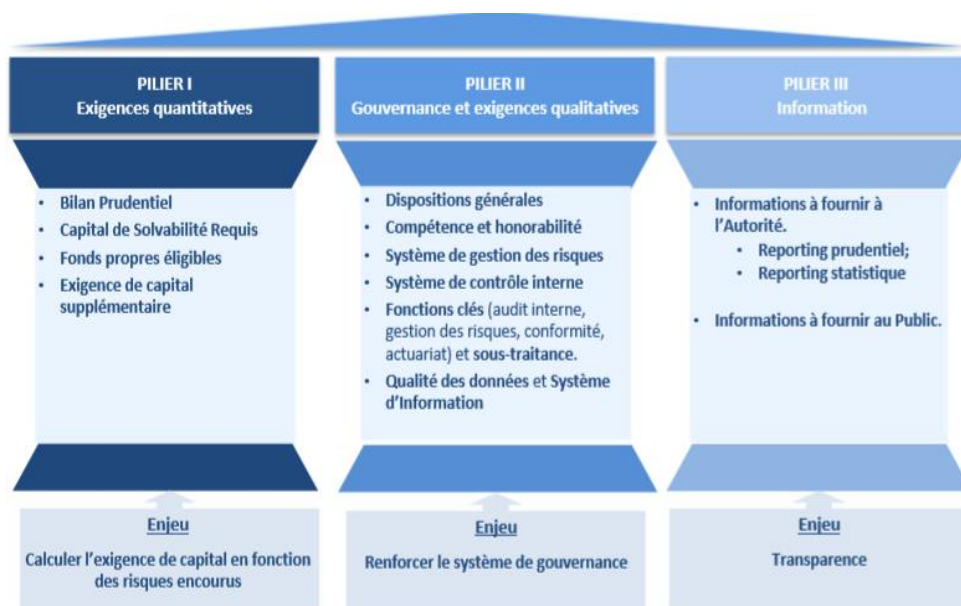 PILIER I
Exigences quantitatives
• Bilan Prudentiel
• Capital de Solvabilité Requis
• Fonds propres éligibles
• Exigence de capital
supplémentaire
Enjeu
Calculer l'exigence de capital en fonction
des risques encourus
PILIER II
Gouvernance et exigences qualitatives
• Dispositions générales
• Compétence et honorabilité
• Système de gestion des risques
• Système de contrôle interne
• Fonctions clés (audit interne,
gestion des risques, conformité,
actuariat) et sous-traitance.
• Qualité des données et Système
d'Information
Enjeu
Renforcer le système de gouvernance
PILIER III
Information
• Informations à fournir à
l'Autorité.
• Reporting prudentiel;
• Reporting statistique
• Informations à fournir au Public.
Enjeu
Transparence